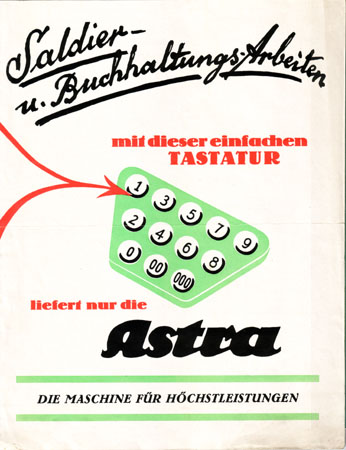 Saldier-
u. Buchhaltungs-Arbeiten
mit dieser einfachen
TASTATUR
1 3 5 7 9
2 4 6 8
0 00 000
liefert nur die
Astra
DIE MASCHINE FÜR HÖCHSTLEISTUNGEN